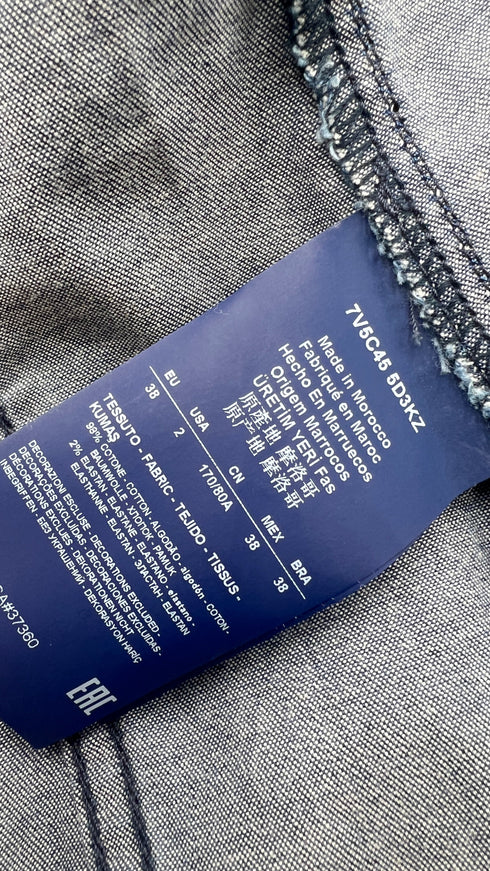 7V5C45 5D3KZ
Made in Morocco
Fabriqué en Maroc
Hecho En Marruecos
Origem Marrocos
ÜRETİM YERİ Fas
原產地 摩洛哥
原产地 摩洛哥
EU USA CN MEX BRA
38 2 170/80A 38 38
TESSUTO - FABRIC - TEJIDO - TISSUS -
KUMAŞ
98% COTONE - COTTON - ALGODÃO - algodón - COTON -
BAUMWOLLE - ХЛОПОК - PAMUK
2% ELASTAN - ELASTANE - ELASTANO - elastano -
ELASTHANNE - ELASTAN - ЭЛАСТАН - ELASTAN
DECORAZIONI ESCLUSE - DECORATIONS EXCLUDED -
DECORAÇÕES EXCLUÍDAS - DECORACIONES EXCLUIDAS -
DÉCORATIONS EXCLUES - DEKORATIONEN NICHT
INBEGRIFFEN - БЕЗ УКРАШЕНИЙ - DEKORASYON HARİÇ
A#37360
EAC